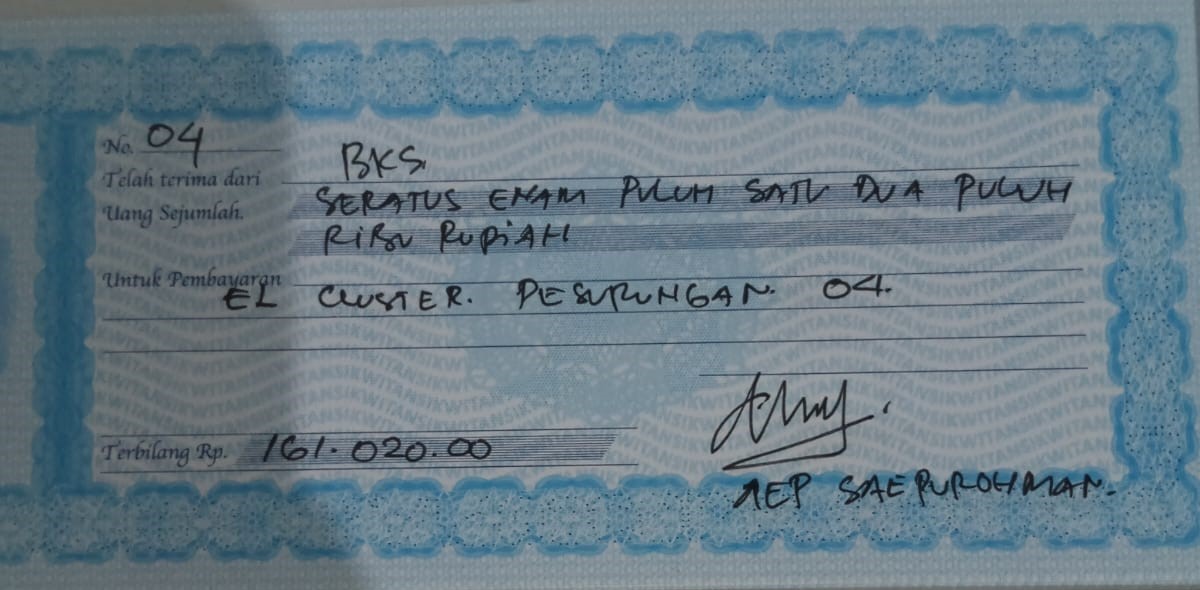 No. 04
Telah terima dari BKS
Uang Sejumlah. SERATUS ENAM PULUH SATU DUA PULUH
RIBU RUPIAH
Untuk Pembayaran
EL CLUSTER. PESURUNGAN. 04.
Terbilang Rp. 161.020.00
AEP SAEPUROHMAN.